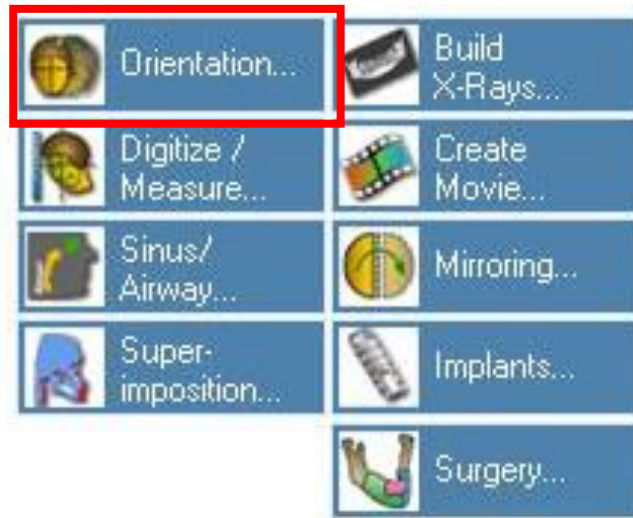 Orientation...
Build
X-Rays...
Digitize /
Measure...
Create
Movie...
Sinus/
Airway...
Mirroring...
Super-
imposition...
Implants...
Surgery...